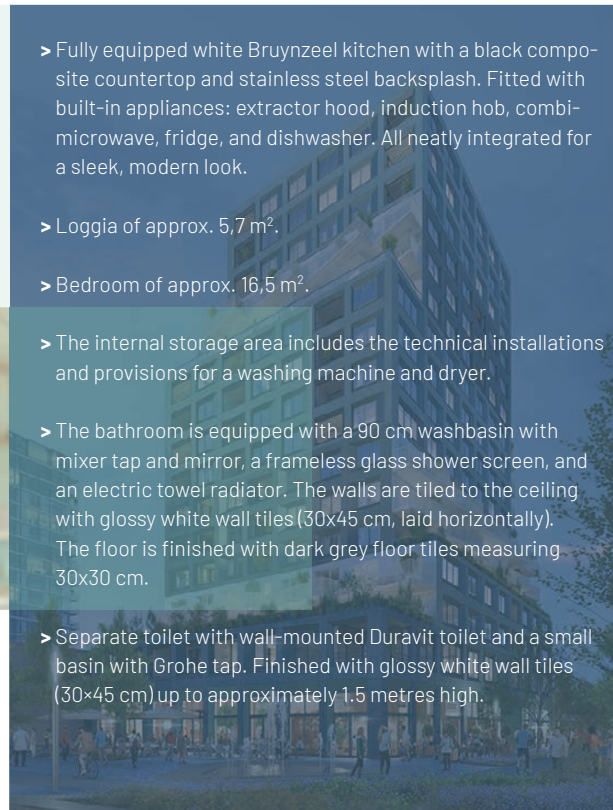 > Fully equipped white Bruynzeel kitchen with a black compo-
site countertop and stainless steel backsplash. Fitted with
built-in appliances: extractor hood, induction hob, combi-
microwave, fridge, and dishwasher. All neatly integrated for
a sleek, modern look.
> Loggia of approx. 5,7 m².
> Bedroom of approx. 16,5 m².
> The internal storage area includes the technical installations
and provisions for a washing machine and dryer.
> The bathroom is equipped with a 90 cm washbasin with
mixer tap and mirror, a frameless glass shower screen, and
an electric towel radiator. The walls are tiled to the ceiling
with glossy white wall tiles (30x45 cm, laid horizontally).
The floor is finished with dark grey floor tiles measuring
30x30 cm.
> Separate toilet with wall-mounted Duravit toilet and a small
basin with Grohe tap. Finished with glossy white wall tiles
(30×45 cm) up to approximately 1.5 metres high.